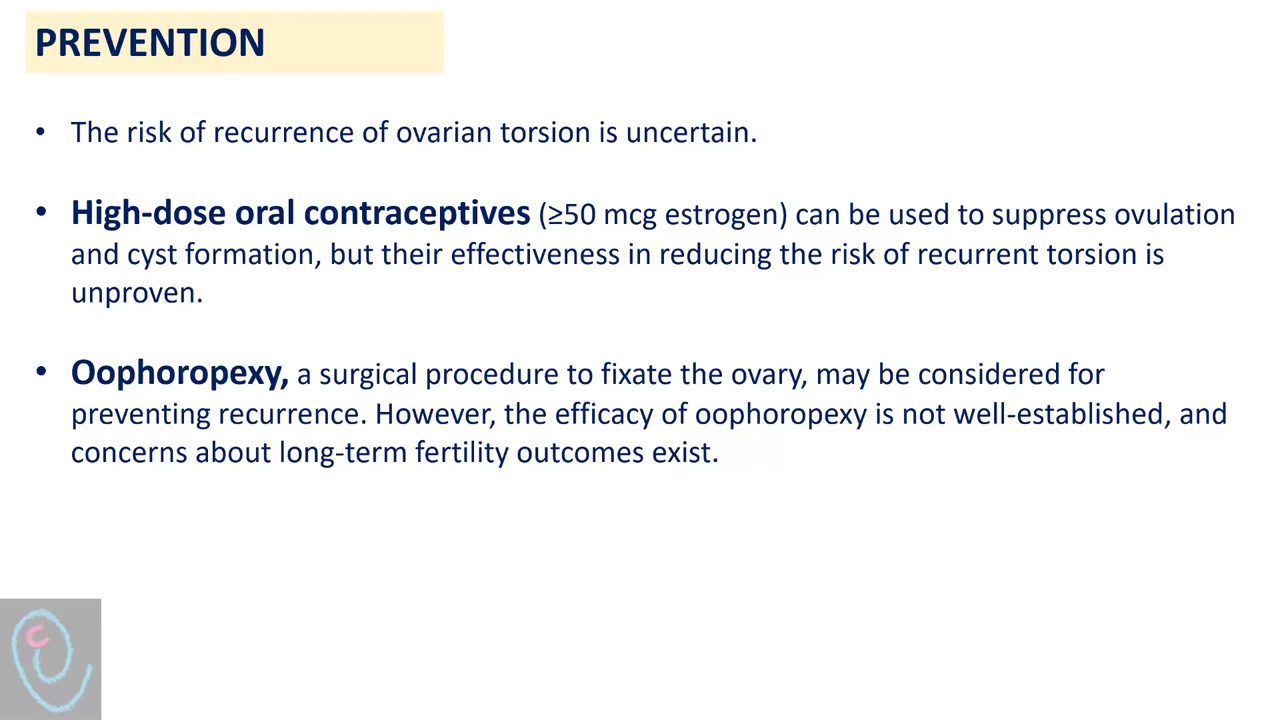 PREVENTION
• The risk of recurrence of ovarian torsion is uncertain.
• High-dose oral contraceptives (≥50 mcg estrogen) can be used to suppress ovulation
and cyst formation, but their effectiveness in reducing the risk of recurrent torsion is
unproven.
• Oophoropexy, a surgical procedure to fixate the ovary, may be considered for
preventing recurrence. However, the efficacy of oophoropexy is not well-established, and
concerns about long-term fertility outcomes exist.